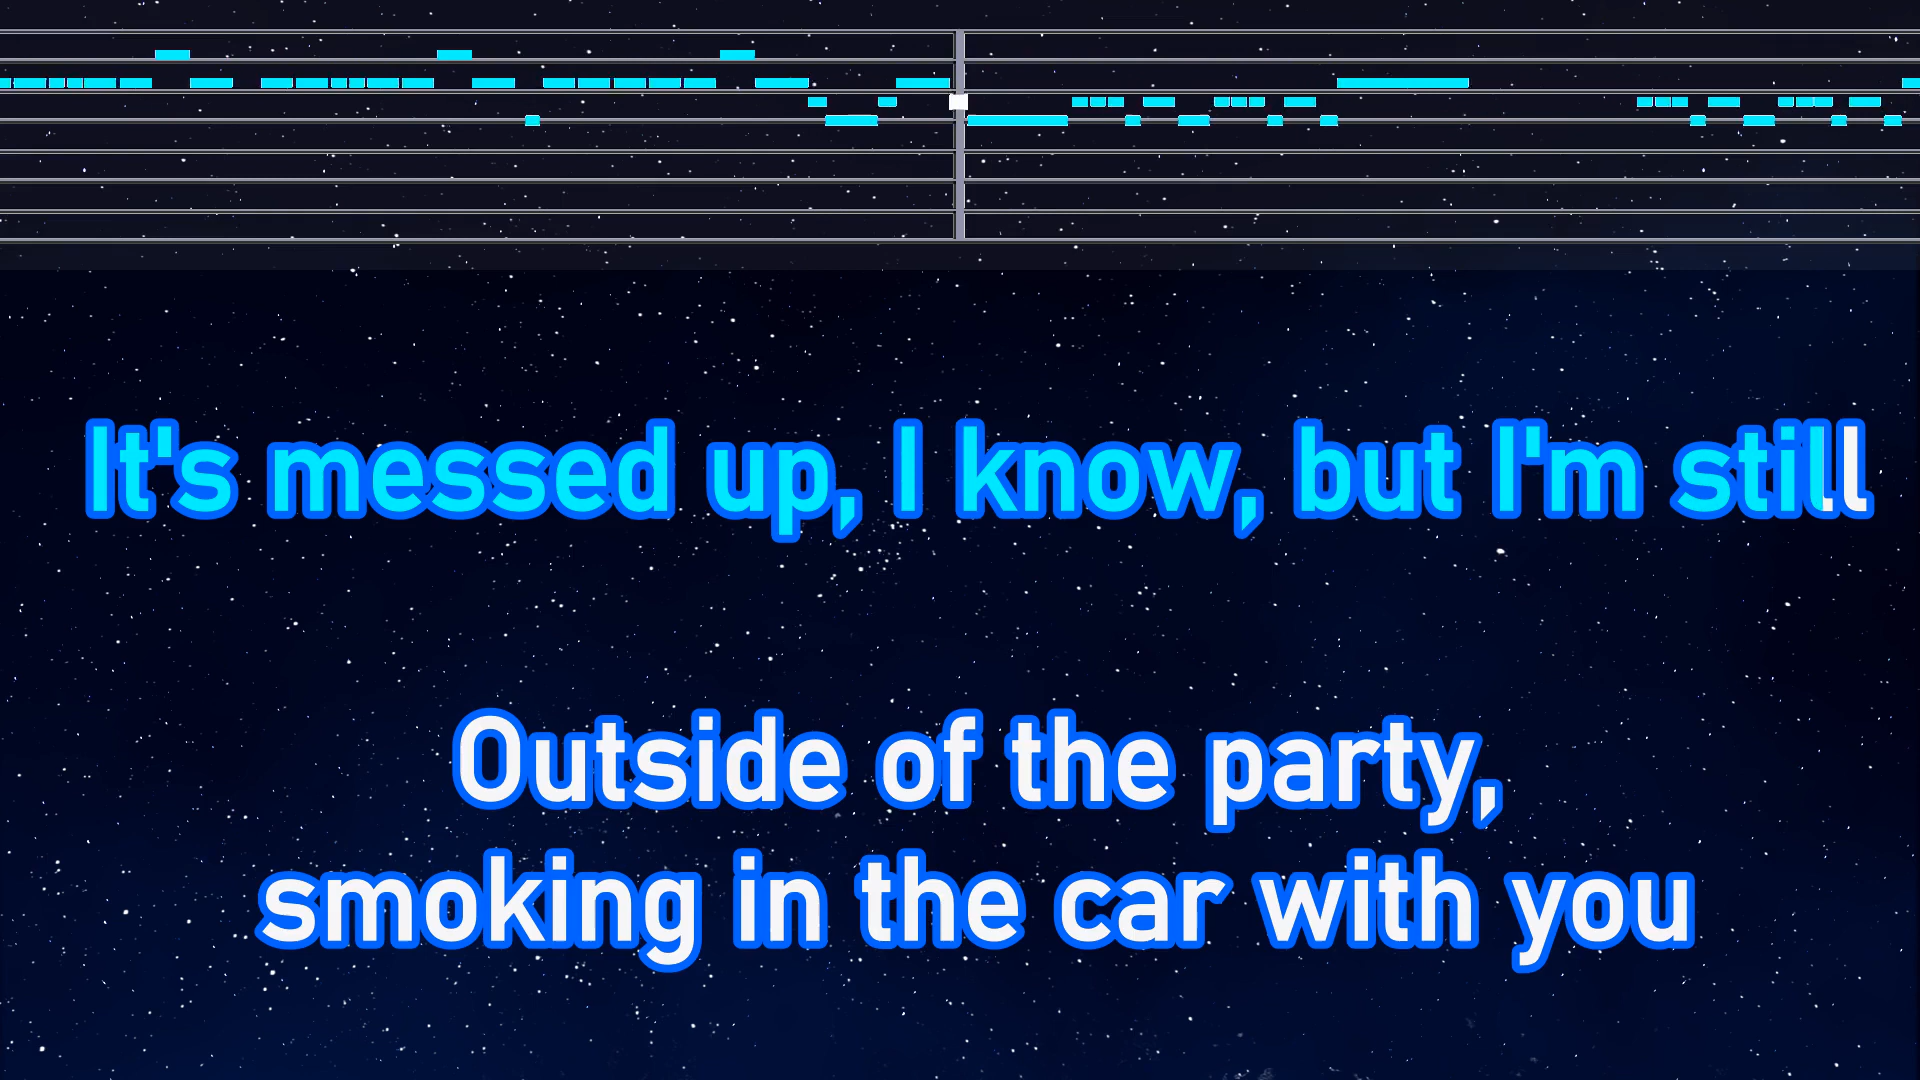 It's messed up, I know, but I'm still
Outside of the party,
smoking in the car with you